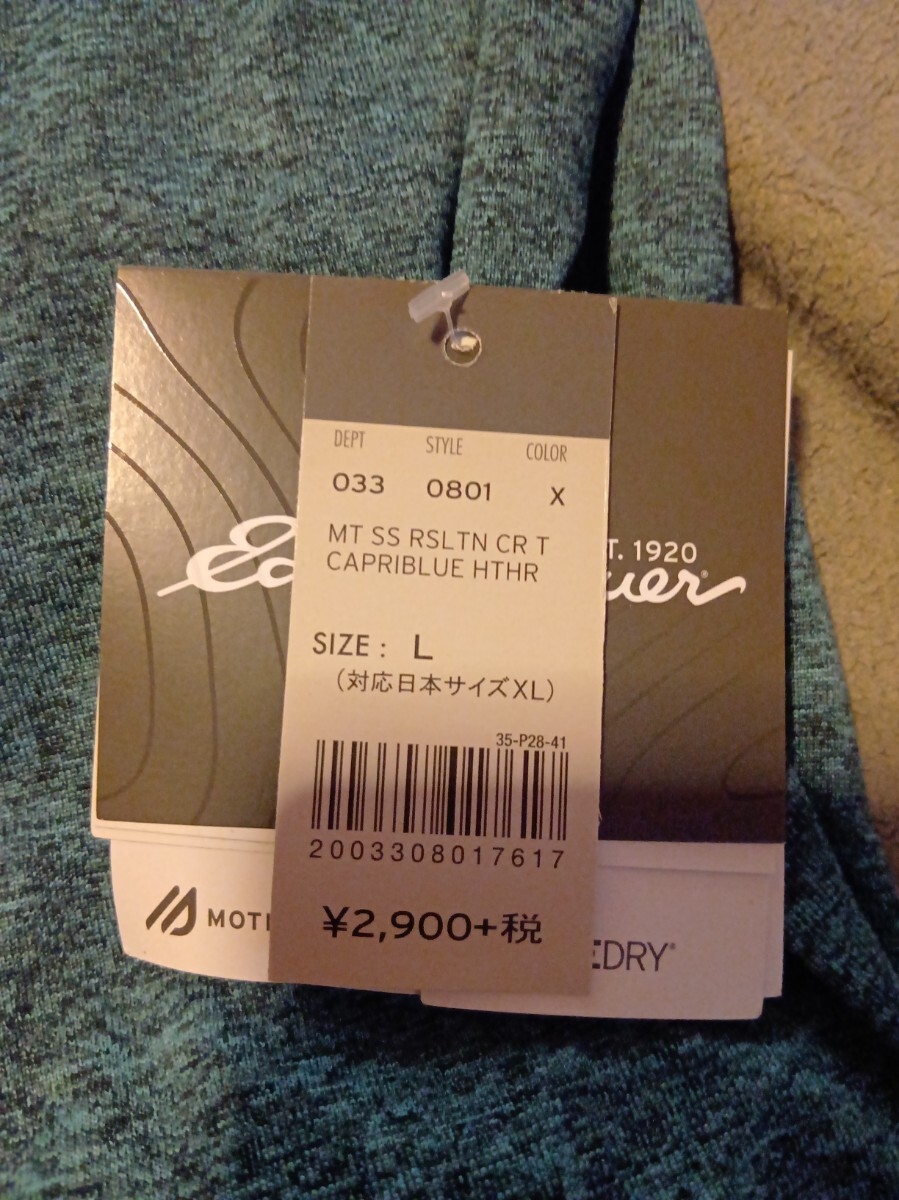 DEPT STYLE COLOR
033 0801 X
MT SS RSLTN CR T
CAPRIBLUE HTHR
SIZE : L
(対応日本サイズXL)
35-P28-41
2003308017617
¥2,900+税
T. 1920
MOTI
EDRY®